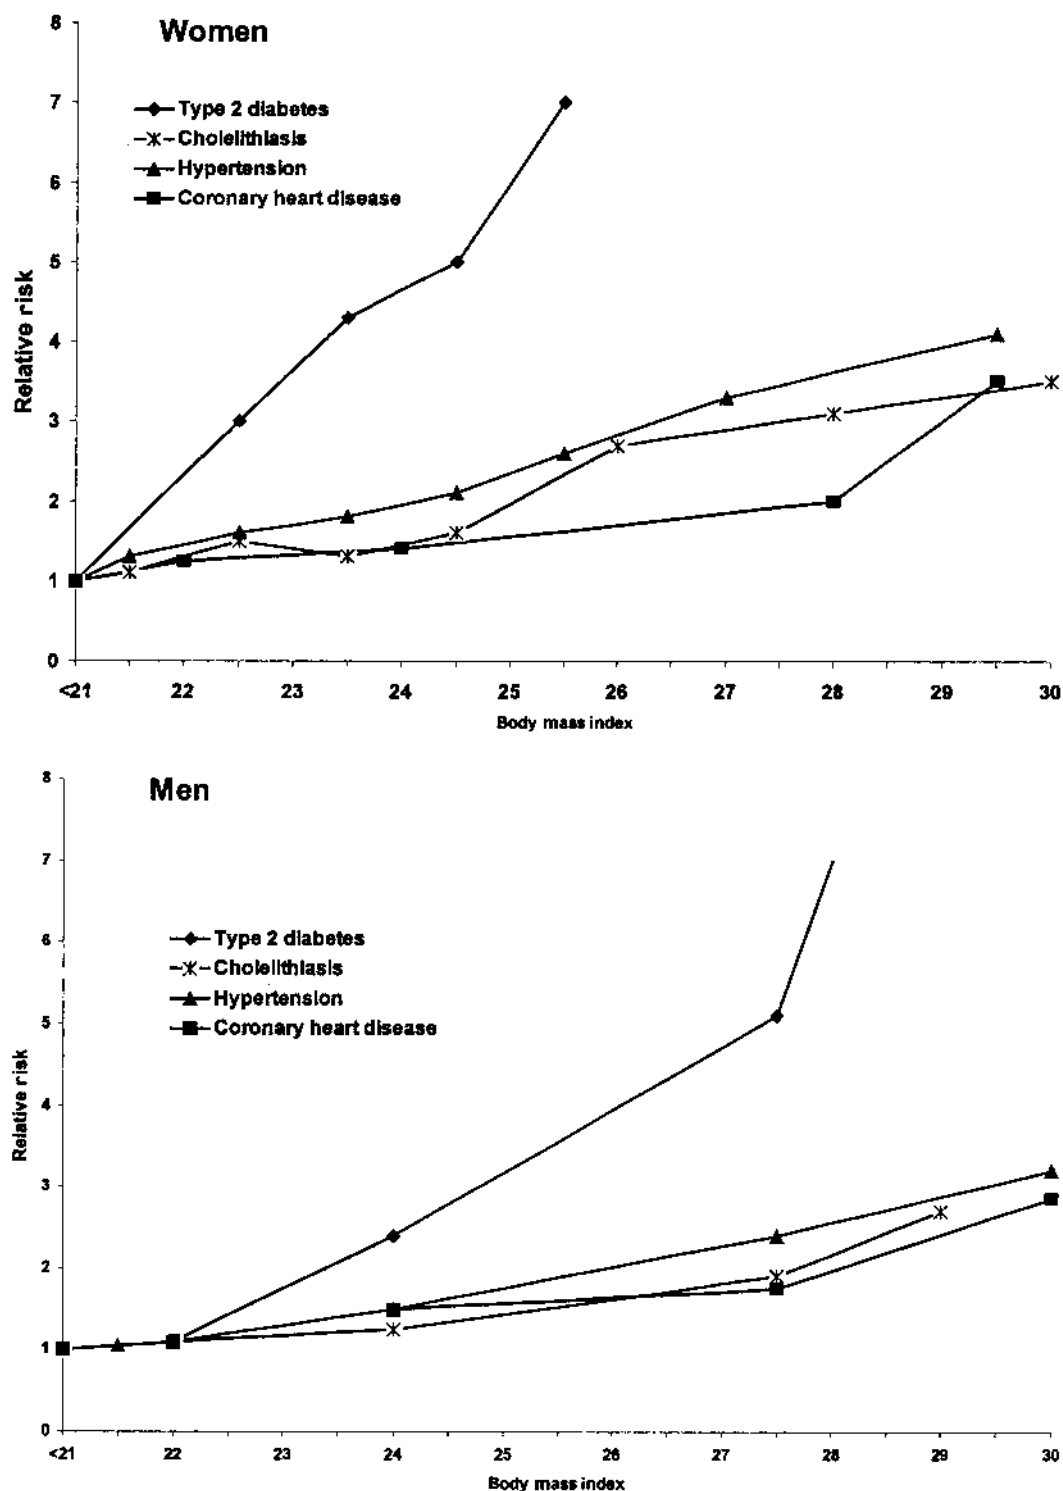 Women
8
7
6
5
4
3
2
1
0
Relative risk
Type 2 diabetes
Cholelithiasis
Hypertension
Coronary heart disease
<21 22 23 24 25 26 27 28 29 30
Body mass index
Men
8
7
6
5
4
3
2
1
0
Relative risk
Type 2 diabetes
Cholelithiasis
Hypertension
Coronary heart disease
<21 22 23 24 25 26 27 28 29 30
Body mass index